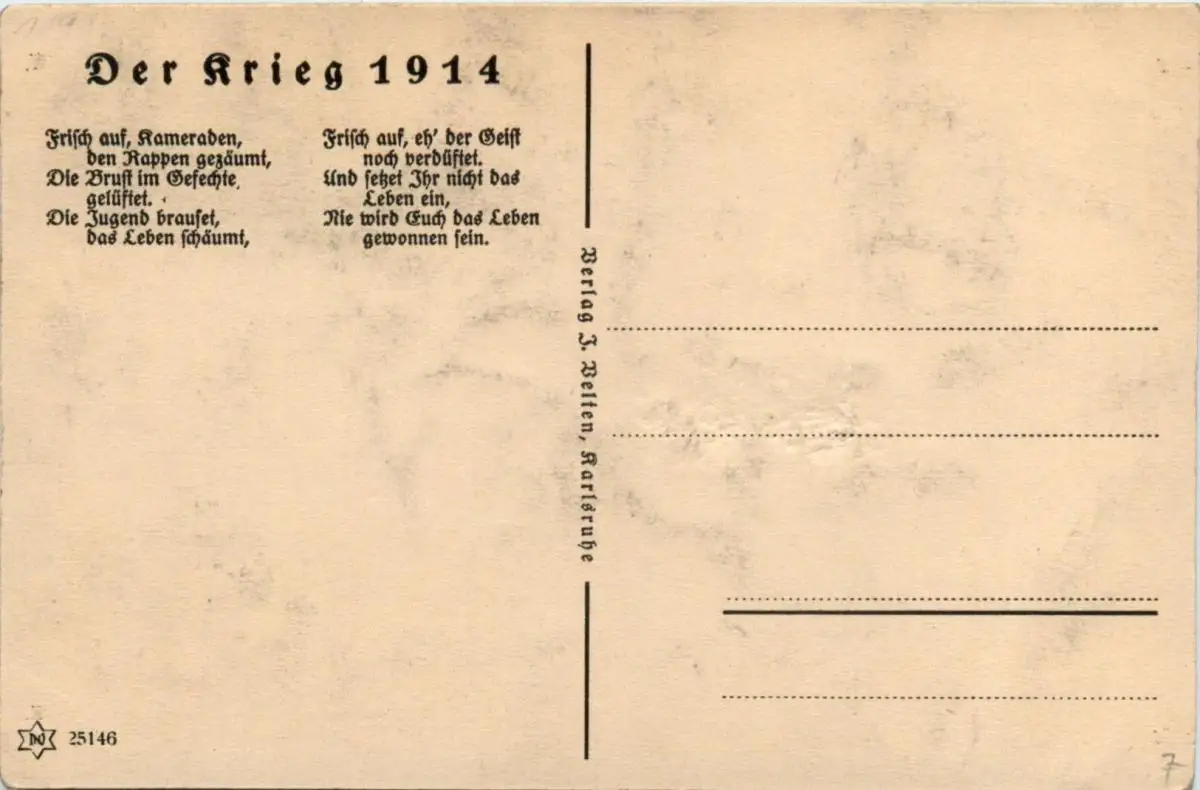 Der Krieg 1914
Frisch auf, Kameraden,
den Rappen gezäumt,
Die Brust im Gefechte
gelüftet.
Die Jugend brauset,
das Leben schäumt,
Frisch auf, eh' der Geist
noch verdüftet.
Und setzet Ihr nicht das
Leben ein,
Nie wird Euch das Leben
gewonnen sein.
Verlag J. Velten, Karlsruhe
25146
7